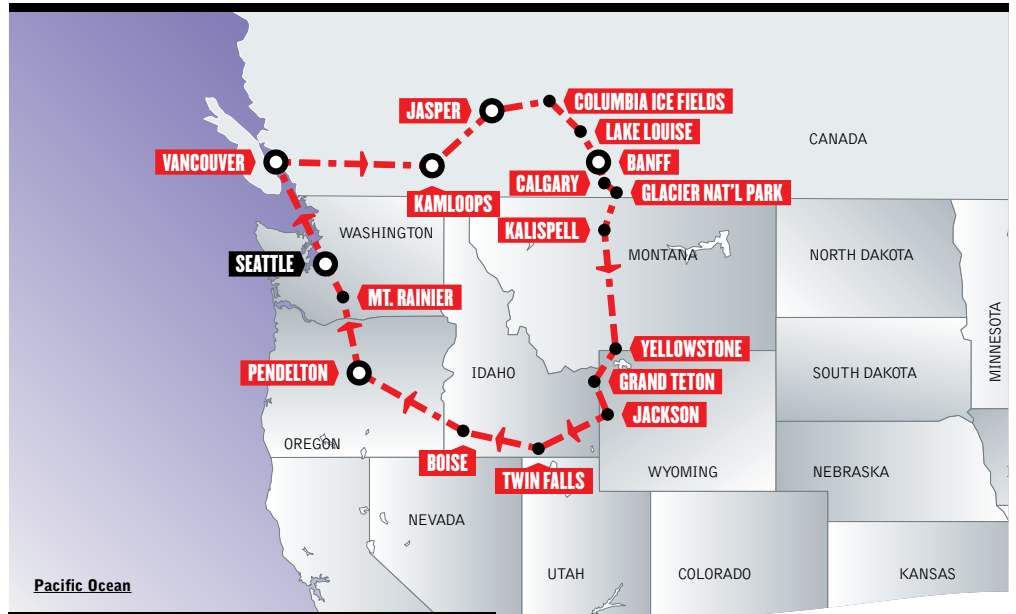 JASPER
COLUMBIA ICE FIELDS
LAKE LOUISE
CANADA
VANCOUVER
BANFF
CALGARY
GLACIER NAT'L PARK
KAMLOOPS
KALISPELL
WASHINGTON
MONTANA
NORTH DAKOTA
SEATTLE
MT. RAINIER
MINNESOTA
YELLOWSTONE
PENDELTON
IDAHO
SOUTH DAKOTA
GRAND TETON
JACKSON
OREGON
BOISE
TWIN FALLS
WYOMING
NEBRASKA
NEVADA
UTAH
COLORADO
KANSAS
Pacific Ocean